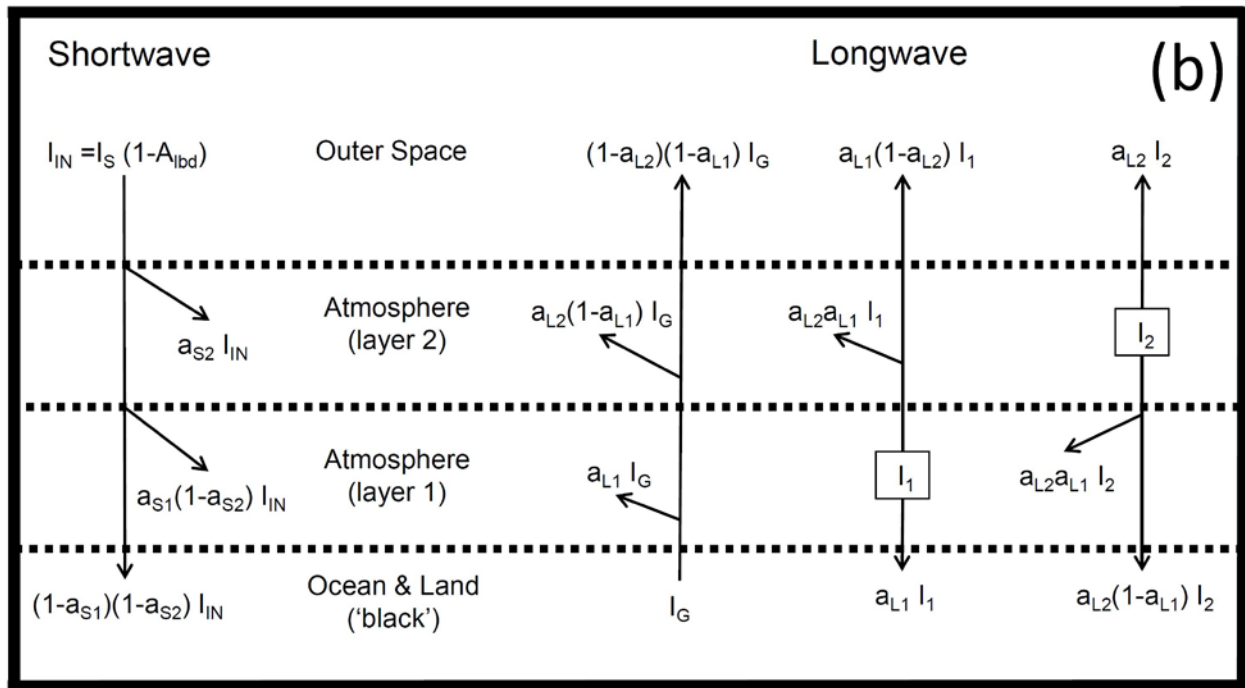 Shortwave
Longwave
(b)
I_IN =I_S (1-A_lbd)
Outer Space
(1-a_L2)(1-a_L1) I_G
a_L1(1-a_L2) I_1
a_L2 I_2
Atmosphere
(layer 2)
a_S2 I_IN
a_L2(1-a_L1) I_G
a_L2a_L1 I_1
I_2
Atmosphere
(layer 1)
a_S1(1-a_S2) I_IN
a_L1 I_G
I_1
a_L2a_L1 I_2
Ocean & Land
('black')
(1-a_S1)(1-a_S2) I_IN
I_G
a_L1 I_1
a_L2(1-a_L1) I_2